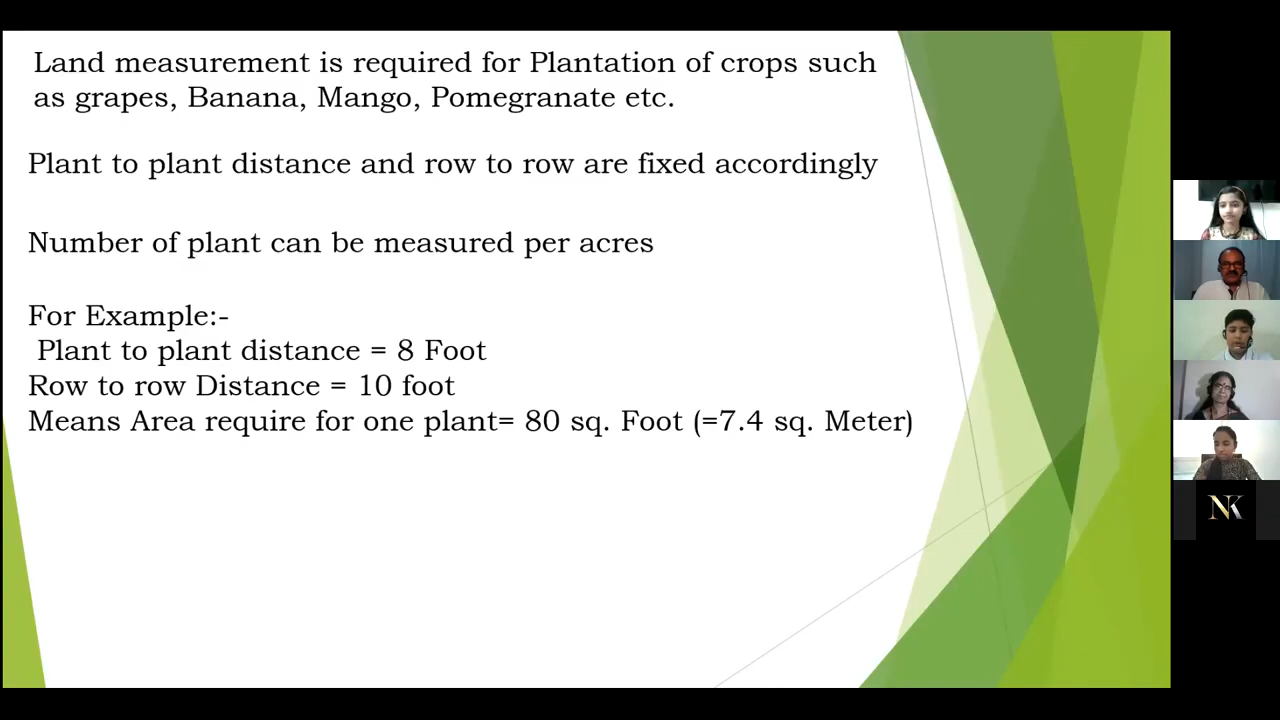 Land measurement is required for Plantation of crops such
as grapes, Banana, Mango, Pomegranate etc.
Plant to plant distance and row to row are fixed accordingly
Number of plant can be measured per acres
For Example:-
Plant to plant distance = 8 Foot
Row to row Distance = 10 foot
Means Area require for one plant= 80 sq. Foot (=7.4 sq. Meter)
NK